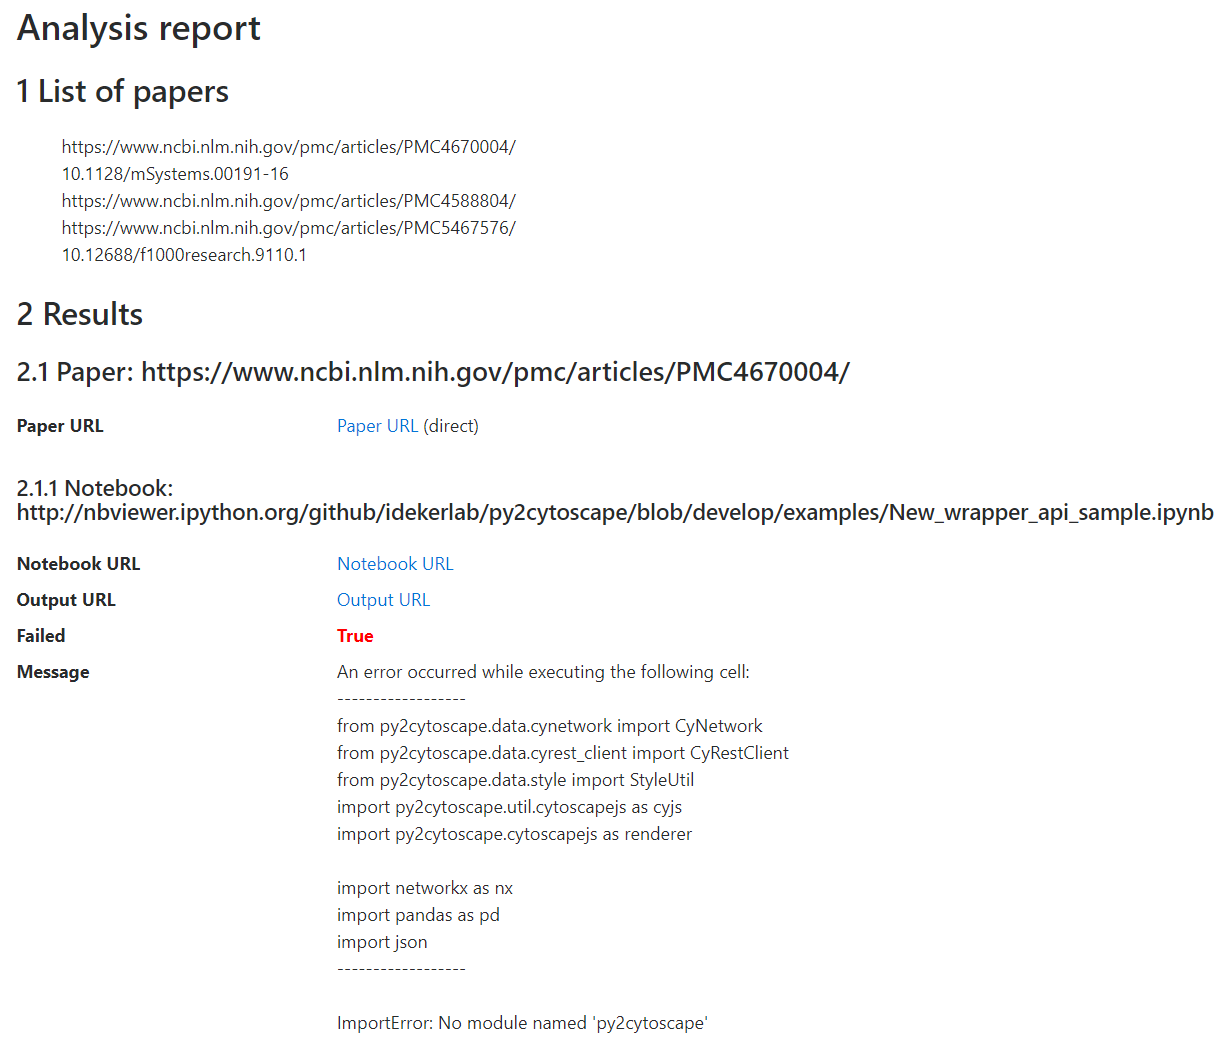 Analysis report
1 List of papers
https://www.ncbi.nlm.nih.gov/pmc/articles/PMC4670004/
10.1128/mSystems.00191-16
https://www.ncbi.nlm.nih.gov/pmc/articles/PMC4588804/
https://www.ncbi.nlm.nih.gov/pmc/articles/PMC5467576/
10.12688/f1000research.9110.1
2 Results
2.1 Paper: https://www.ncbi.nlm.nih.gov/pmc/articles/PMC4670004/
Paper URL Paper URL (direct)
2.1.1 Notebook:
http://nbviewer.ipython.org/github/idekerlab/py2cytoscape/blob/develop/examples/New_wrapper_api_sample.ipynb
Notebook URL Notebook URL
Output URL Output URL
Failed True
Message An error occurred while executing the following cell:
------------------
from py2cytoscape.data.cynetwork import CyNetwork
from py2cytoscape.data.cyrest_client import CyRestClient
from py2cytoscape.data.style import StyleUtil
import py2cytoscape.util.cytoscapejs as cyjs
import py2cytoscape.cytoscapejs as renderer
import networkx as nx
import pandas as pd
import json
------------------
ImportError: No module named 'py2cytoscape'